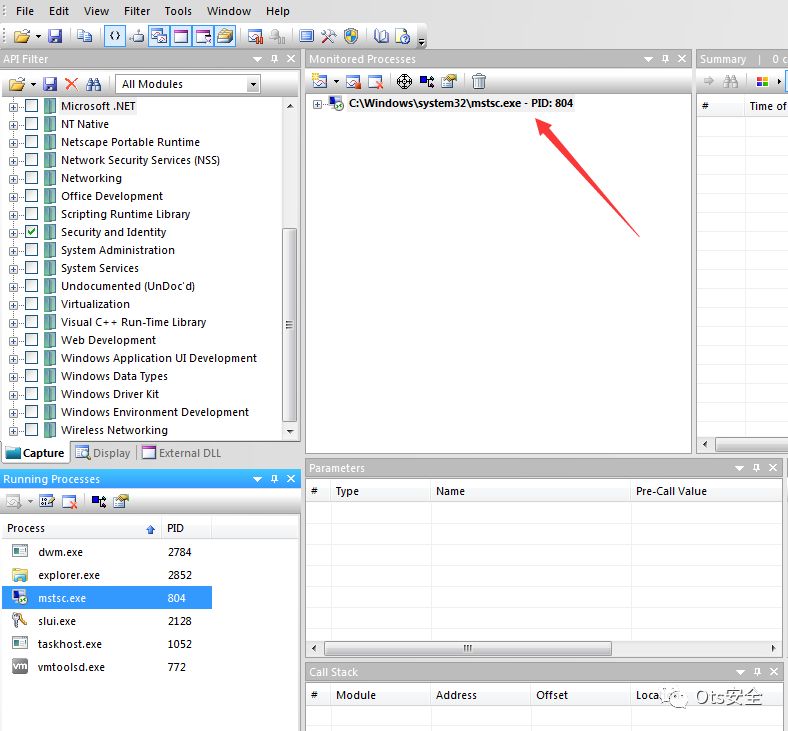 File Edit View Filter Tools Window Help
API Filter
All Modules
Microsoft .NET
NT Native
Netscape Portable Runtime
Network Security Services (NSS)
Networking
Office Development
Scripting Runtime Library
Security and Identity
System Administration
System Services
Undocumented (UnDoc'd)
Virtualization
Visual C++ Run-Time Library
Web Development
Windows Application UI Development
Windows Data Types
Windows Driver Kit
Windows Environment Development
Wireless Networking
Capture Display External DLL
Monitored Processes
C:\Windows\system32\mstsc.exe - PID: 804
Summary | 0 c
# Time of
Running Processes
Process PID
dwm.exe 2784
explorer.exe 2852
mstsc.exe 804
slui.exe 2128
taskhost.exe 1052
vmtoolsd.exe 772
Parameters
# Type Name Pre-Call Value
Call Stack
# Module Address Offset Loca
Ots安全